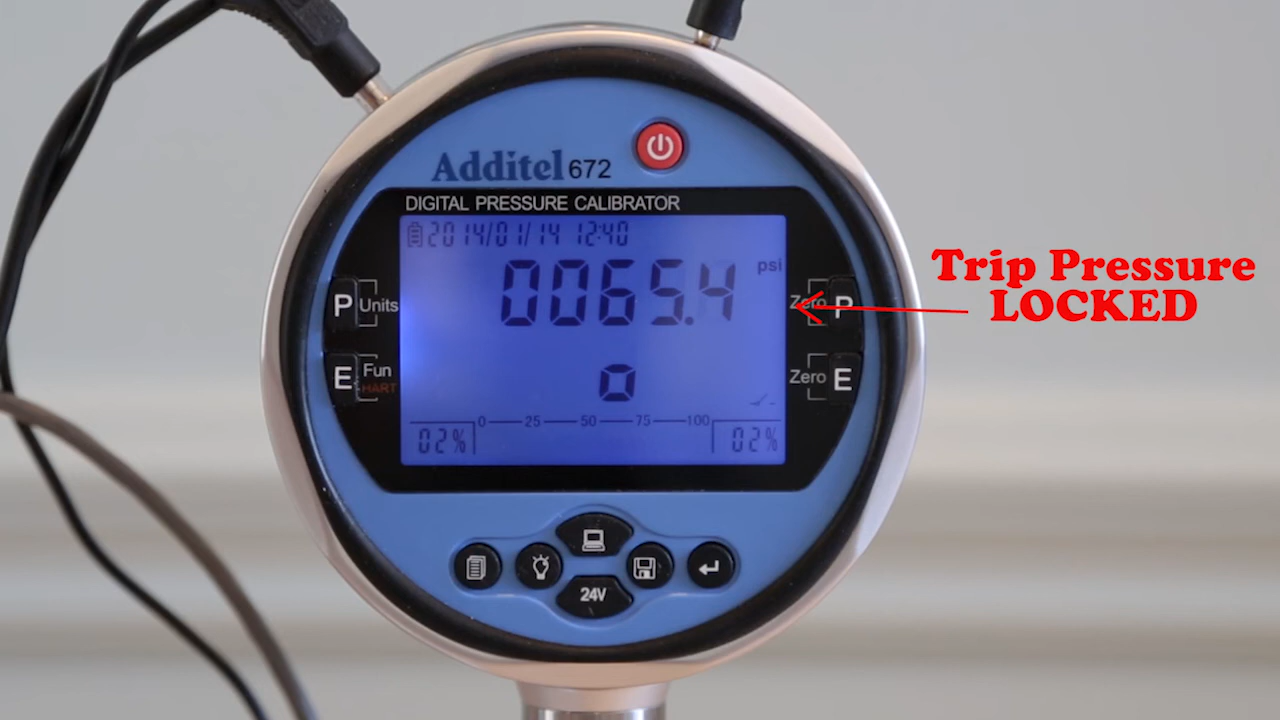 Additel 672
DIGITAL PRESSURE CALIBRATOR
2014/01/14 12:40
psi
0065.4
Trip Pressure
LOCKED
P Units
Zero P
o
E Fun
HART
Zero E
0 25 50 75 100
02%
02%
24V